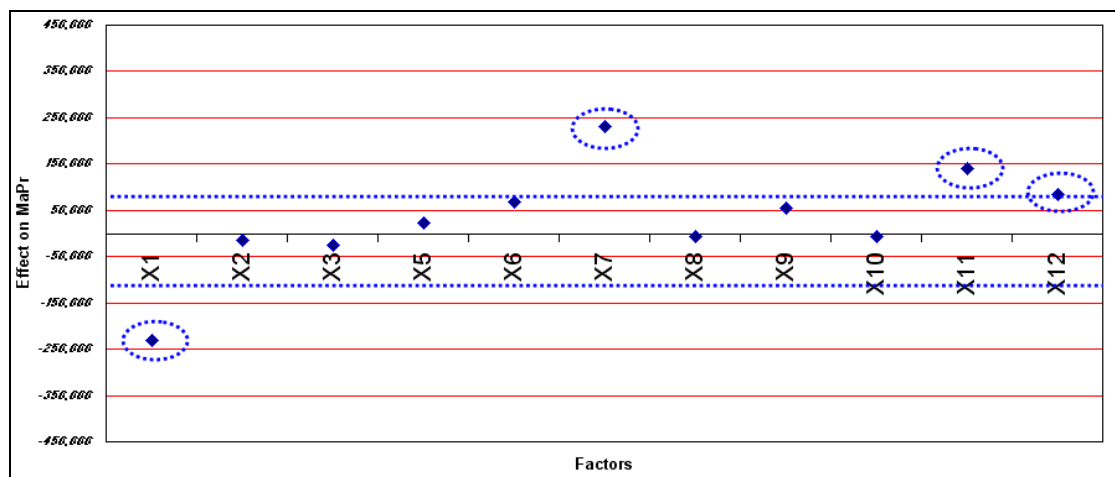 450,000
350,000
250,000
150,000
50,000
-50,000
-150,000
-250,000
-350,000
-450,000
Effect on MaPr
X1
X2
X3
X5
X6
X7
X8
X9
X10
X11
X12
Factors